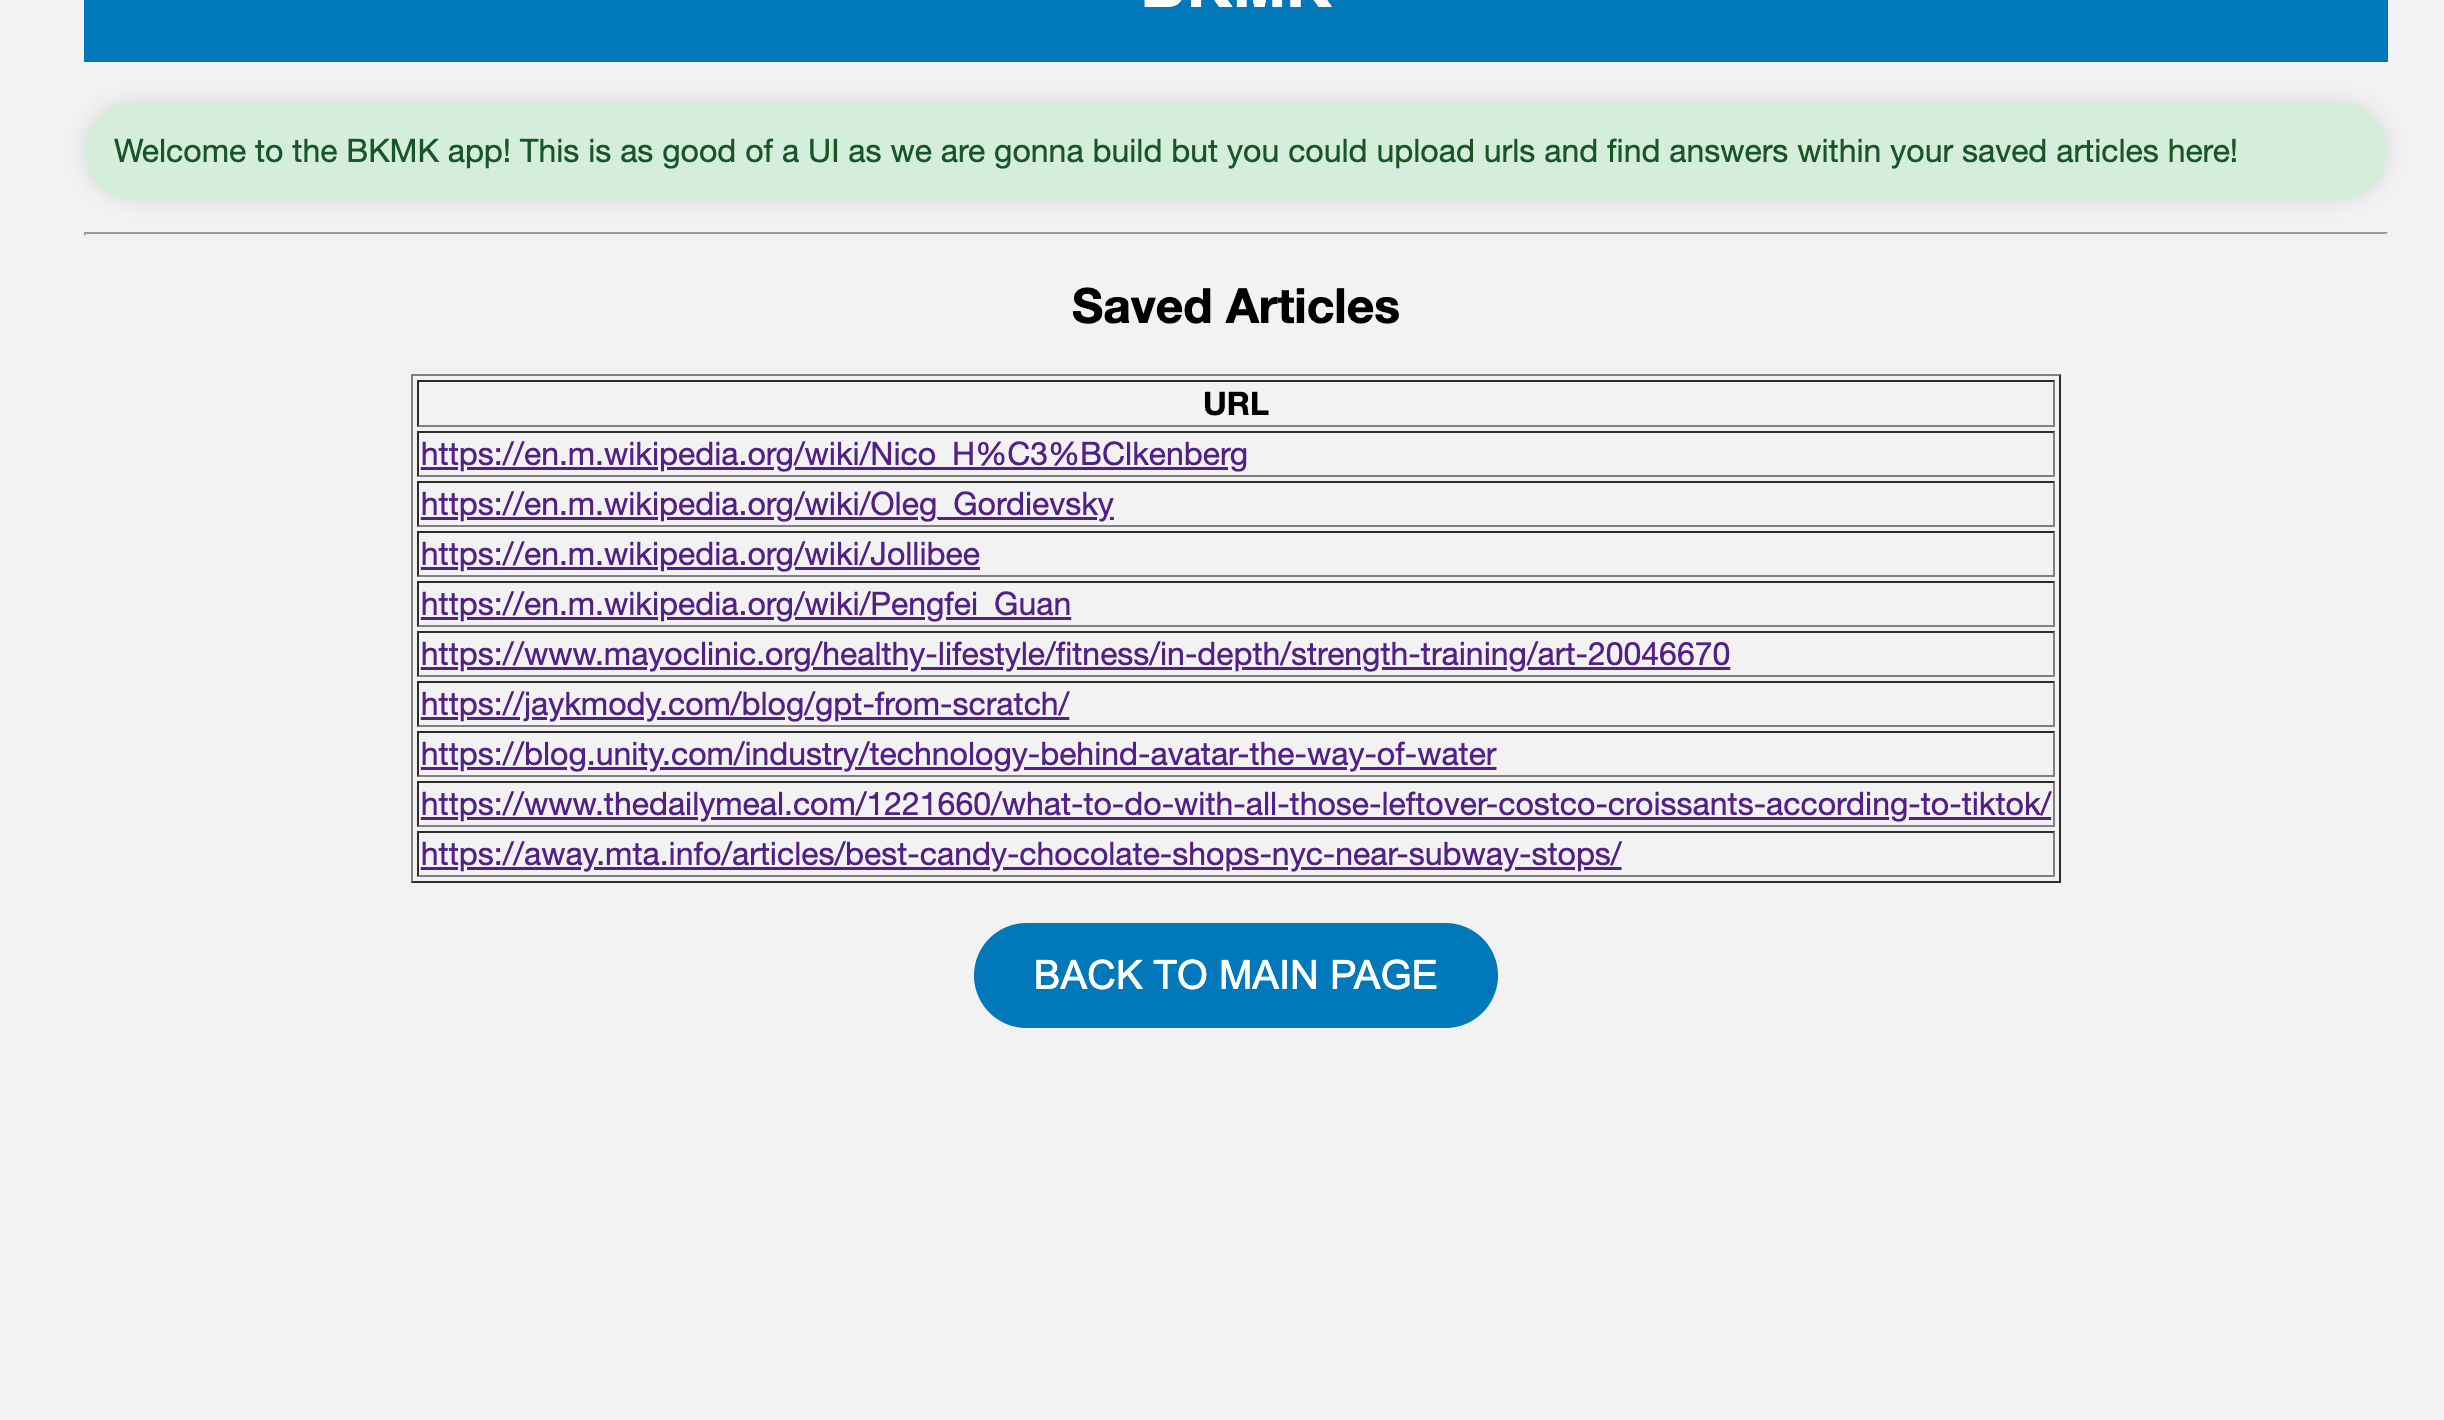 BKMK
Welcome to the BKMK app! This is as good of a UI as we are gonna build but you could upload urls and find answers within your saved articles here!
Saved Articles
URL
https://en.m.wikipedia.org/wiki/Nico_H%C3%BClkenberg
https://en.m.wikipedia.org/wiki/Oleg_Gordievsky
https://en.m.wikipedia.org/wiki/Jollibee
https://en.m.wikipedia.org/wiki/Pengfei_Guan
https://www.mayoclinic.org/healthy-lifestyle/fitness/in-depth/strength-training/art-20046670
https://jaykmody.com/blog/gpt-from-scratch/
https://blog.unity.com/industry/technology-behind-avatar-the-way-of-water
https://www.thedailymeal.com/1221660/what-to-do-with-all-those-leftover-costco-croissants-according-to-tiktok/
https://away.mta.info/articles/best-candy-chocolate-shops-nyc-near-subway-stops/
BACK TO MAIN PAGE